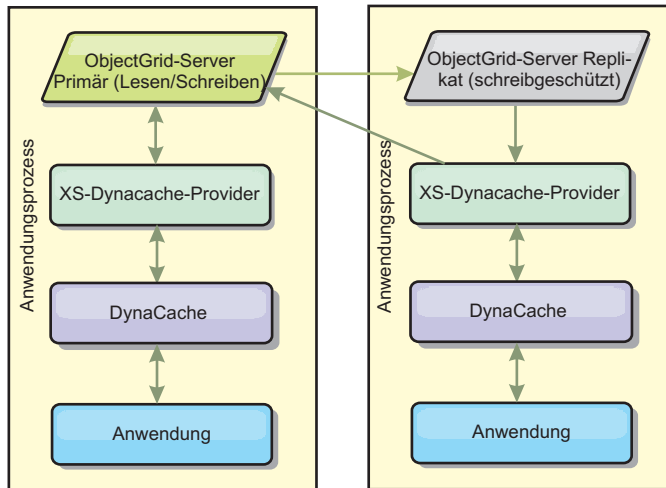 ObjectGrid-Server
Primär (Lesen/Schreiben)
Anwendungsprozess
XS-Dynacache-Provider
DynaCache
Anwendung
ObjectGrid-Server Repli-
kat (schreibgeschützt)
Anwendungsprozess
XS-Dynacache-Provider
DynaCache
Anwendung